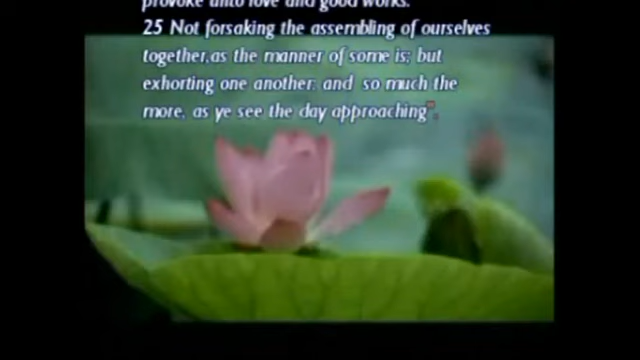 provoke unto love and good works.
25 Not forsaking the assembling of ourselves
together,as the manner of some is; but
exhorting one another: and so much the
more, as ye see the day approaching".